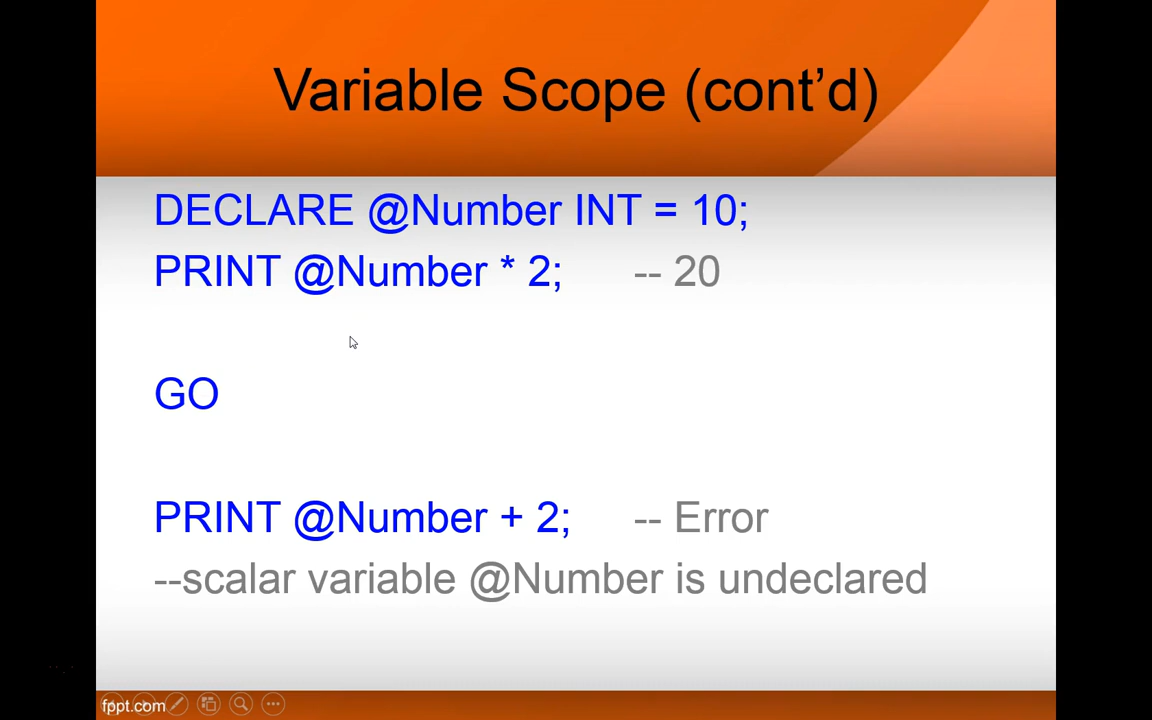 Variable Scope (cont’d)
DECLARE @Number INT = 10;
PRINT @Number * 2; -- 20
GO
PRINT @Number + 2; -- Error
--scalar variable @Number is undeclared
fppt.com